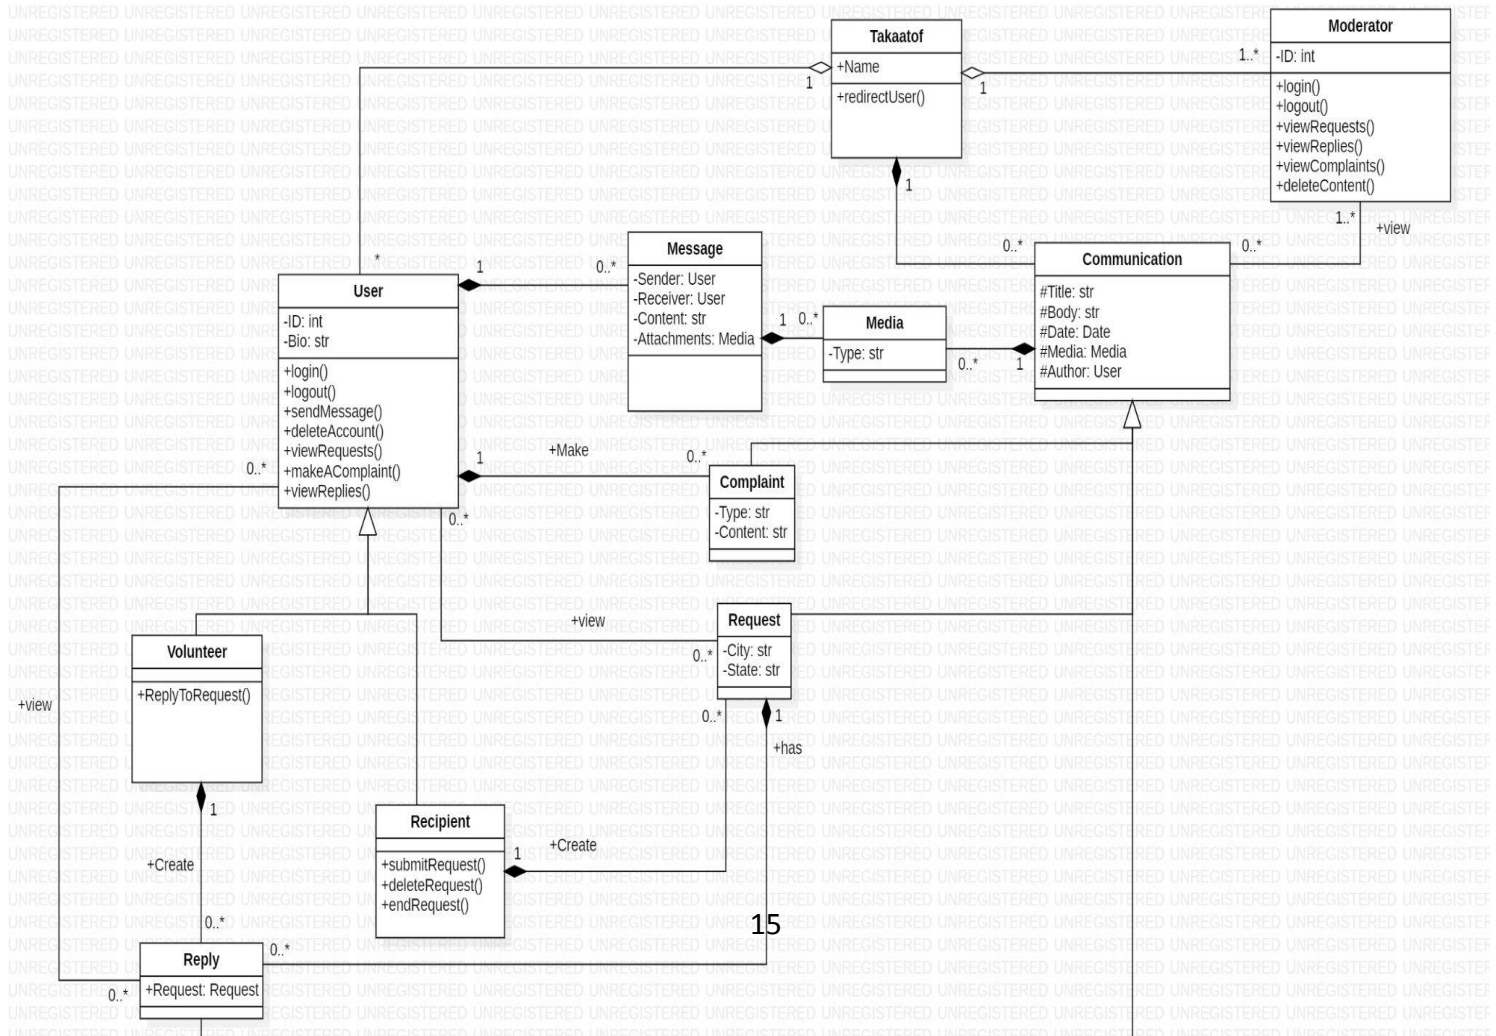 Takaatof
+Name
+redirectUser()
1
1
1
1..*
Moderator
-ID: int
+login()
+logout()
+viewRequests()
+viewReplies()
+viewComplaints()
+deleteContent()
1..*
+view
0..*
0..*
Communication
#Title: str
#Body: str
#Date: Date
#Media: Media
#Author: User
Message
-Sender: User
-Receiver: User
-Content: str
-Attachments: Media
1
0..*
Media
-Type: str
0..*
1
*
User
-ID: int
-Bio: str
+login()
+logout()
+sendMessage()
+deleteAccount()
+viewRequests()
+makeAComplaint()
+viewReplies()
1
0..*
1
+Make
0..*
Complaint
-Type: str
-Content: str
0..*
0..*
+view
0..*
Request
-City: str
-State: str
0..*
1
+has
Volunteer
+ReplyToRequest()
1
+Create
0..*
+view
Recipient
+submitRequest()
+deleteRequest()
+endRequest()
1
+Create
15
0..*
Reply
+Request: Request
0..*
UNREGISTERED